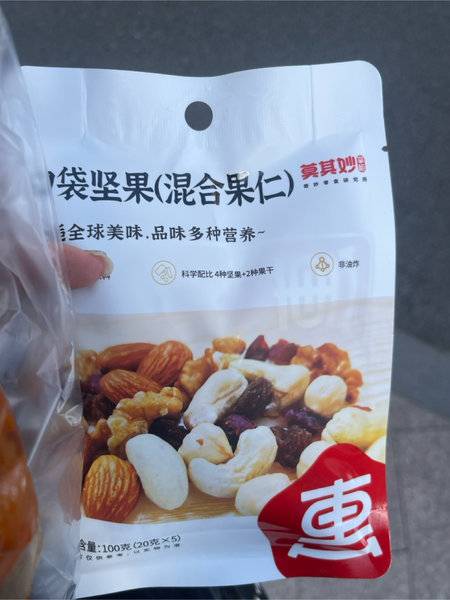 袋坚果(混合果仁)
莫其妙
全球美味.品味多种营养~
科学配比 4种坚果+2种果干
非油炸
含量:100克(20克×5)
惠